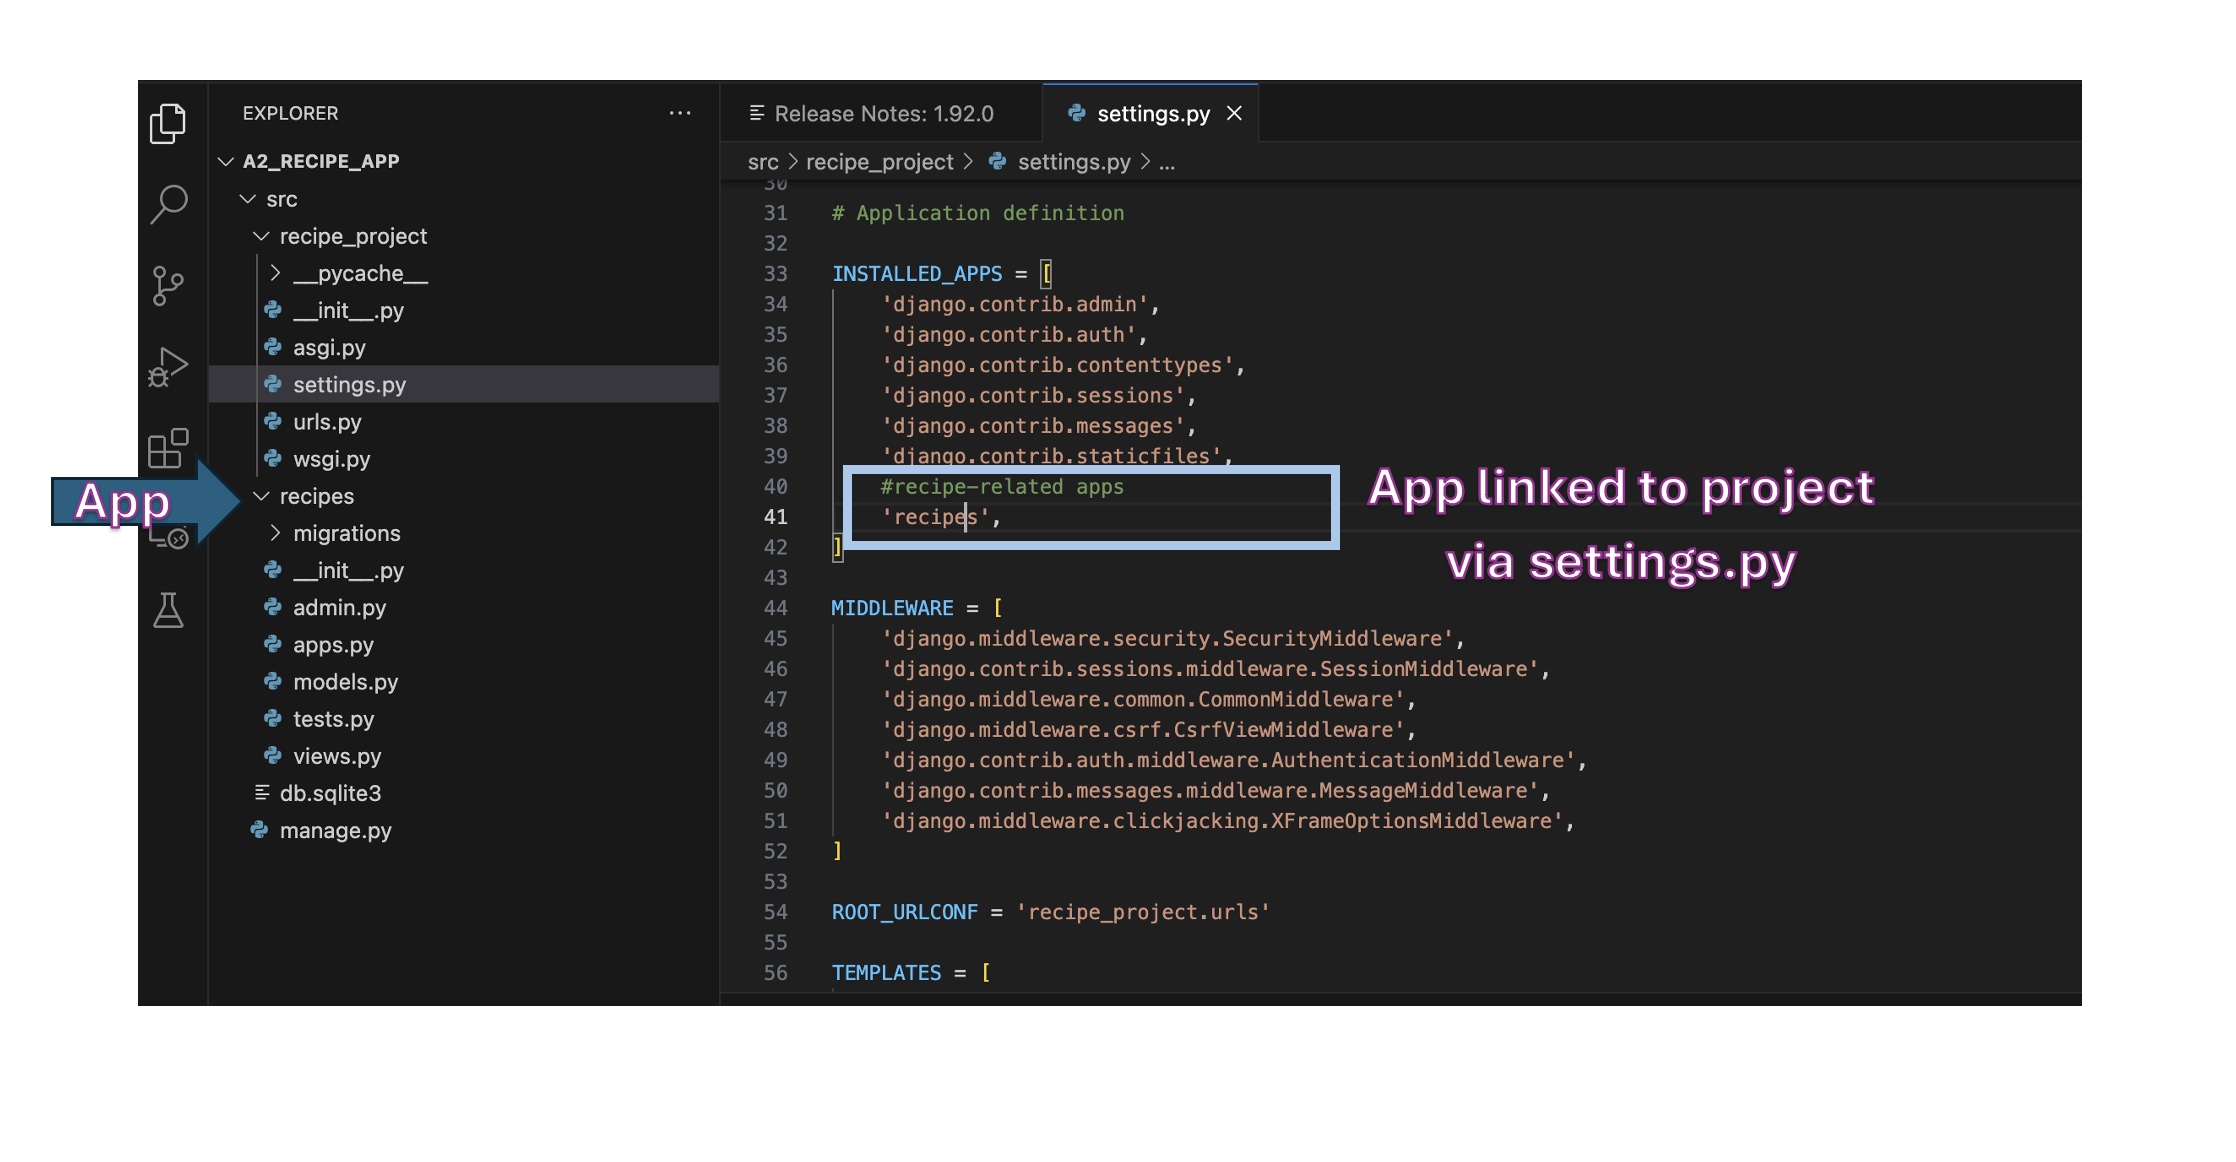 EXPLORER
A2_RECIPE_APP
src
recipe_project
__pycache__
__init__.py
asgi.py
settings.py
urls.py
wsgi.py
App
recipes
migrations
__init__.py
admin.py
apps.py
models.py
tests.py
views.py
db.sqlite3
manage.py
Release Notes: 1.92.0
settings.py
src > recipe_project > settings.py > ...
30
31 # Application definition
32
33 INSTALLED_APPS = [
34 'django.contrib.admin',
35 'django.contrib.auth',
36 'django.contrib.contenttypes',
37 'django.contrib.sessions',
38 'django.contrib.messages',
39 'django.contrib.staticfiles',
40 #recipe-related apps
41 'recipes',
42 ]
43
44 MIDDLEWARE = [
45 'django.middleware.security.SecurityMiddleware',
46 'django.contrib.sessions.middleware.SessionMiddleware',
47 'django.middleware.common.CommonMiddleware',
48 'django.middleware.csrf.CsrfViewMiddleware',
49 'django.contrib.auth.middleware.AuthenticationMiddleware',
50 'django.contrib.messages.middleware.MessageMiddleware',
51 'django.middleware.clickjacking.XFrameOptionsMiddleware',
52 ]
53
54 ROOT_URLCONF = 'recipe_project.urls'
55
56 TEMPLATES = [
App linked to project
via settings.py